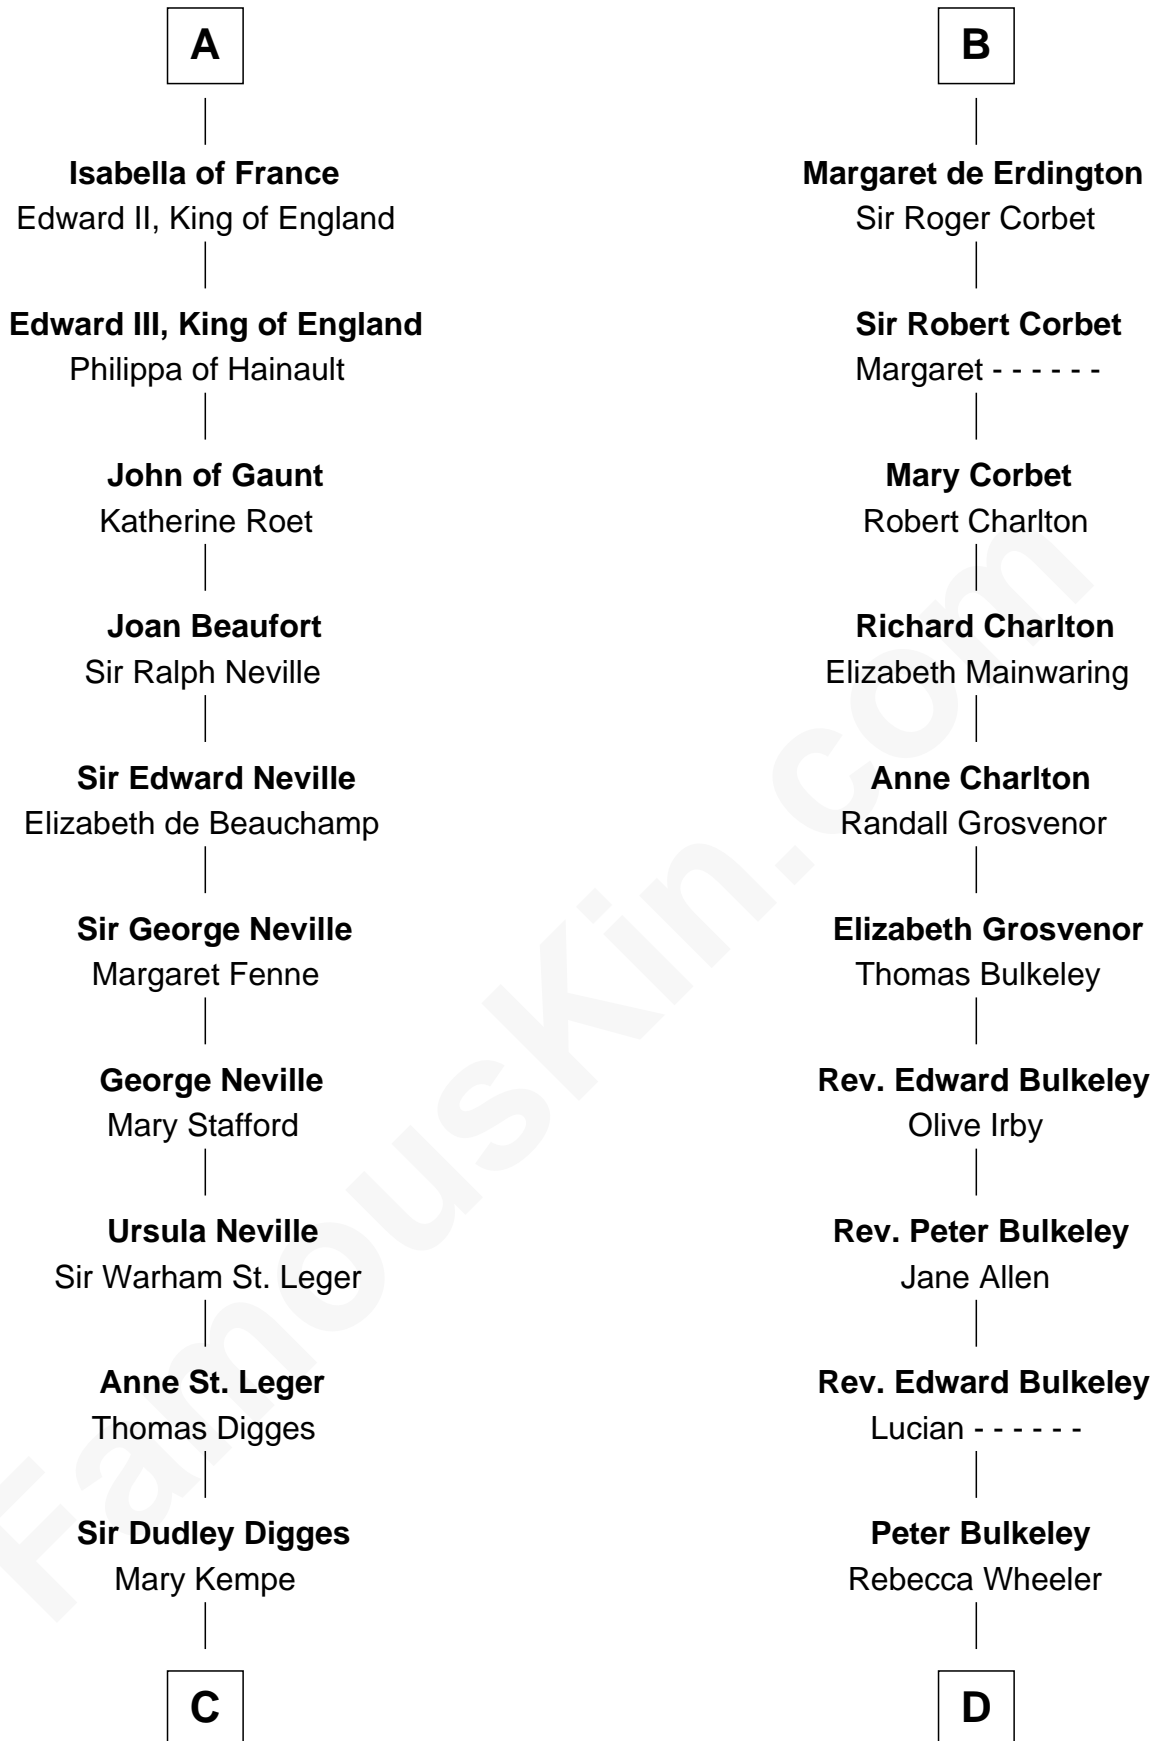 A
Isabella of France
Edward II, King of England
Edward III, King of England
Philippa of Hainault
John of Gaunt
Katherine Roet
Joan Beaufort
Sir Ralph Neville
Sir Edward Neville
Elizabeth de Beauchamp
Sir George Neville
Margaret Fenne
George Neville
Mary Stafford
Ursula Neville
Sir Warham St. Leger
Anne St. Leger
Thomas Digges
Sir Dudley Digges
Mary Kempe
C
B
Margaret de Erdington
Sir Roger Corbet
Sir Robert Corbet
Margaret - - - - - -
Mary Corbet
Robert Charlton
Richard Charlton
Elizabeth Mainwaring
Anne Charlton
Randall Grosvenor
Elizabeth Grosvenor
Thomas Bulkeley
Rev. Edward Bulkeley
Olive Irby
Rev. Peter Bulkeley
Jane Allen
Rev. Edward Bulkeley
Lucian - - - - - -
Peter Bulkeley
Rebecca Wheeler
D
FamousKin.com